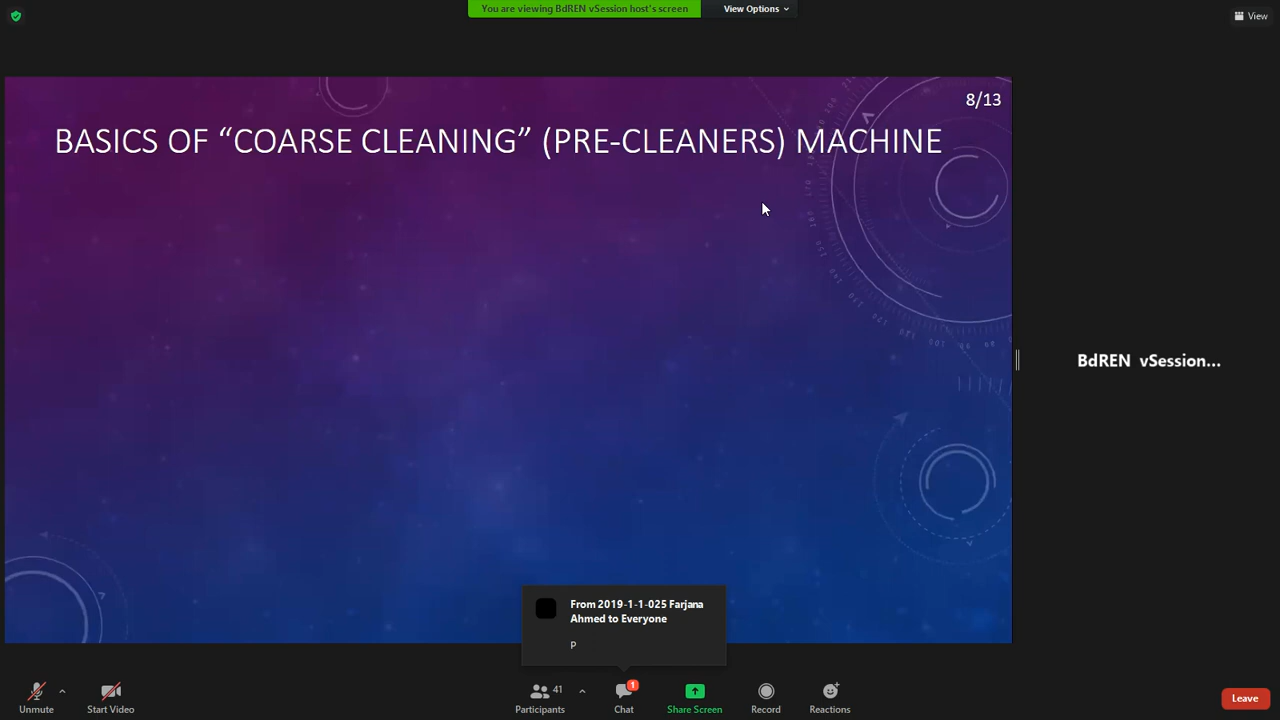 You are viewing BdREN vSession host's screen
View Options
View
8/13
BASICS OF “COARSE CLEANING” (PRE-CLEANERS) MACHINE
BdREN vSession...
From 2019-1-1-025 Farjana
Ahmed to Everyone
P
Unmute
Start Video
41
Participants
1
Chat
Share Screen
Record
Reactions
Leave